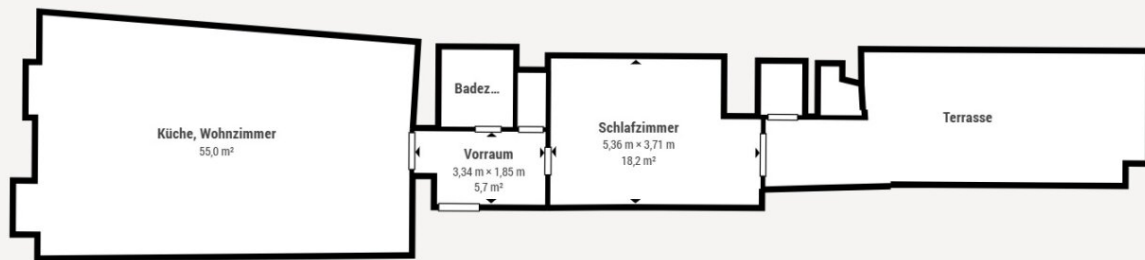 Küche, Wohnzimmer
55,0 m²
Badez...
Vorraum
3,34 m × 1,85 m
5,7 m²
Schlafzimmer
5,36 m × 3,71 m
18,2 m²
Terrasse